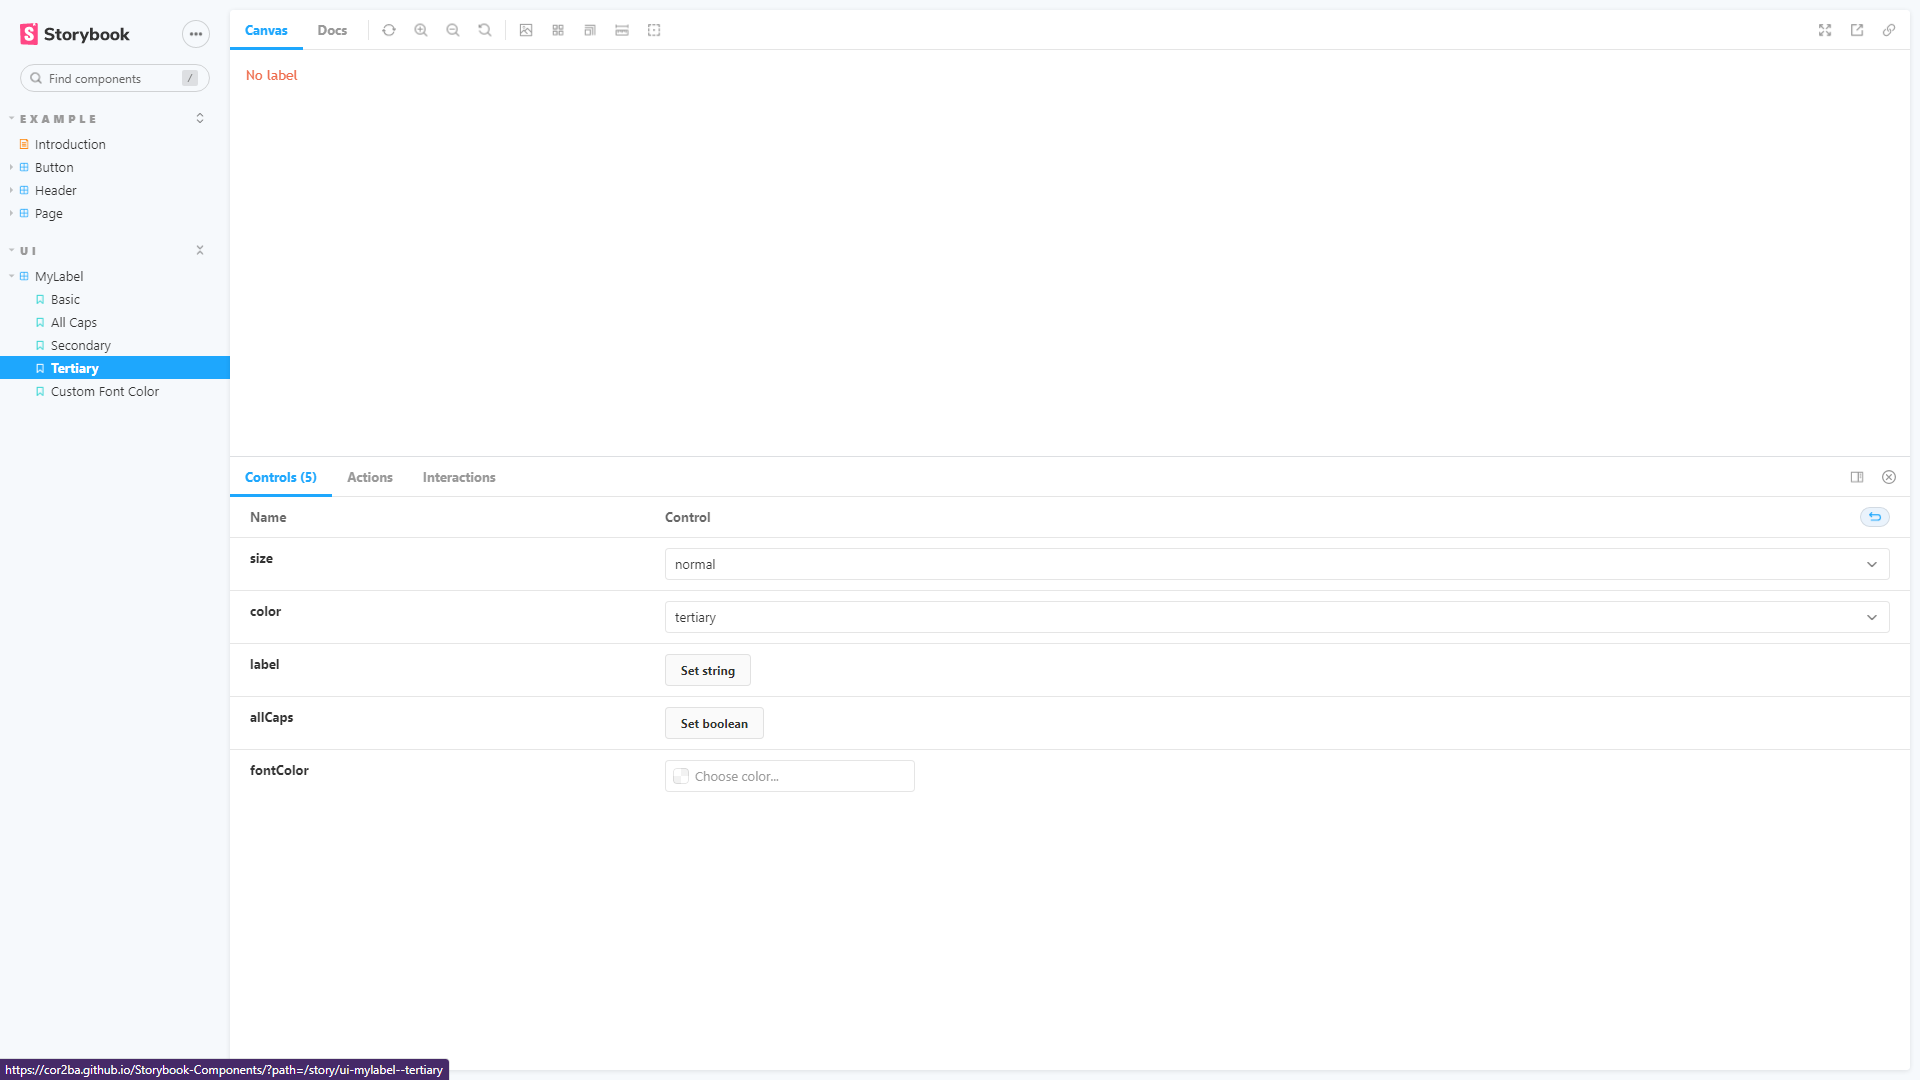 Storybook
Find components
/
EXAMPLE
Introduction
Button
Header
Page
UI
MyLabel
Basic
All Caps
Secondary
Tertiary
Custom Font Color
Canvas
Docs
No label
Controls (5)
Actions
Interactions
Name
Control
size
normal
color
tertiary
label
Set string
allCaps
Set boolean
fontColor
Choose color...
https://cor2ba.github.io/Storybook-Components/?path=/story/ui-mylabel--tertiary